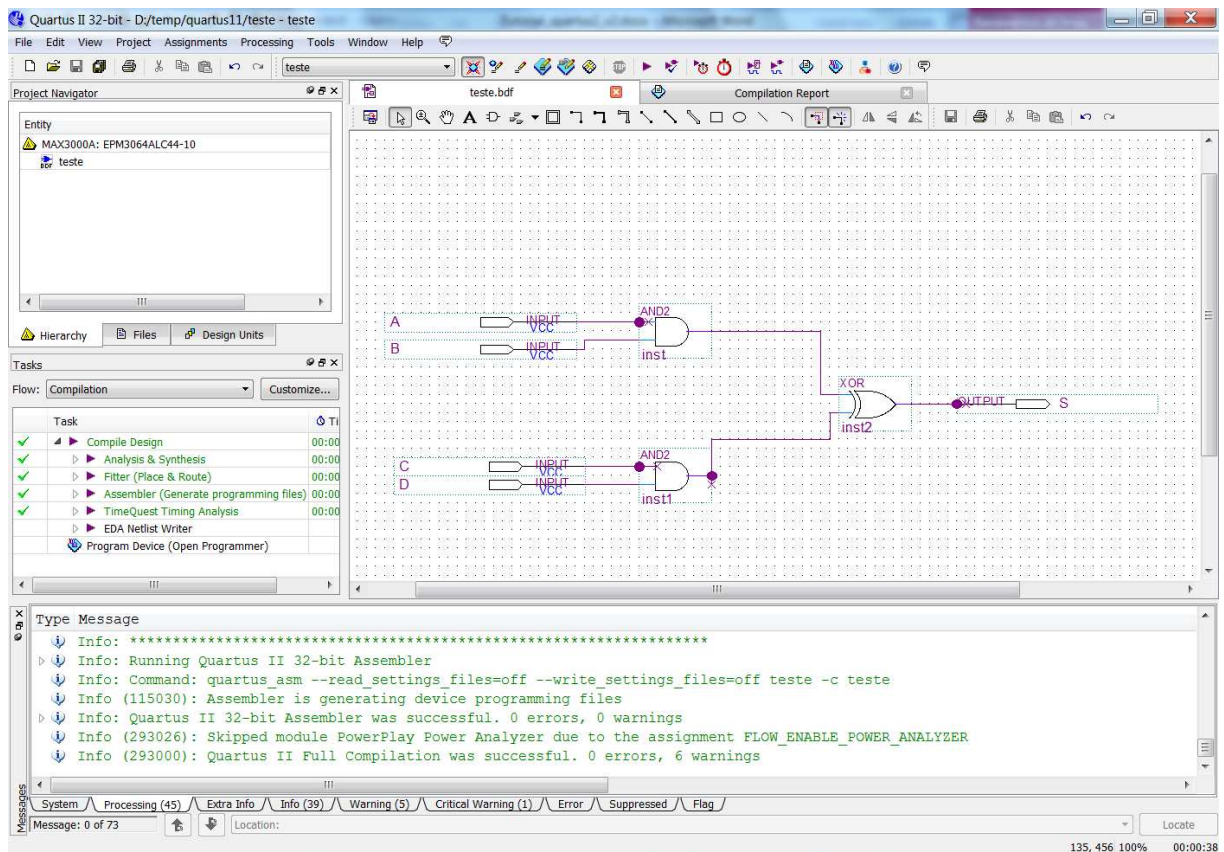 Quartus II 32-bit - D:/temp/quartus11/teste - teste
File Edit View Project Assignments Processing Tools Window Help
teste
Project Navigator
Entity
MAX3000A: EPM3064ALC44-10
teste
Hierarchy Files Design Units
Tasks
Flow: Compilation Customize...
Task Ti
Compile Design 00:00
Analysis & Synthesis 00:00
Fitter (Place & Route) 00:00
Assembler (Generate programming files) 00:00
TimeQuest Timing Analysis 00:00
EDA Netlist Writer
Program Device (Open Programmer)
teste.bdf Compilation Report
A INPUT VCC
B INPUT VCC
AND2
inst
C INPUT VCC
D INPUT VCC
AND2
inst1
XOR
inst2
OUTPUT S
Type Message
Info: *******************************************************************
Info: Running Quartus II 32-bit Assembler
Info: Command: quartus_asm --read_settings_files=off --write_settings_files=off teste -c teste
Info (115030): Assembler is generating device programming files
Info: Quartus II 32-bit Assembler was successful. 0 errors, 0 warnings
Info (293026): Skipped module PowerPlay Power Analyzer due to the assignment FLOW_ENABLE_POWER_ANALYZER
Info (293000): Quartus II Full Compilation was successful. 0 errors, 6 warnings
System Processing (45) Extra Info Info (39) Warning (5) Critical Warning (1) Error Suppressed Flag
Messages
Message: 0 of 73 Location: Locate
135, 456 100% 00:00:38